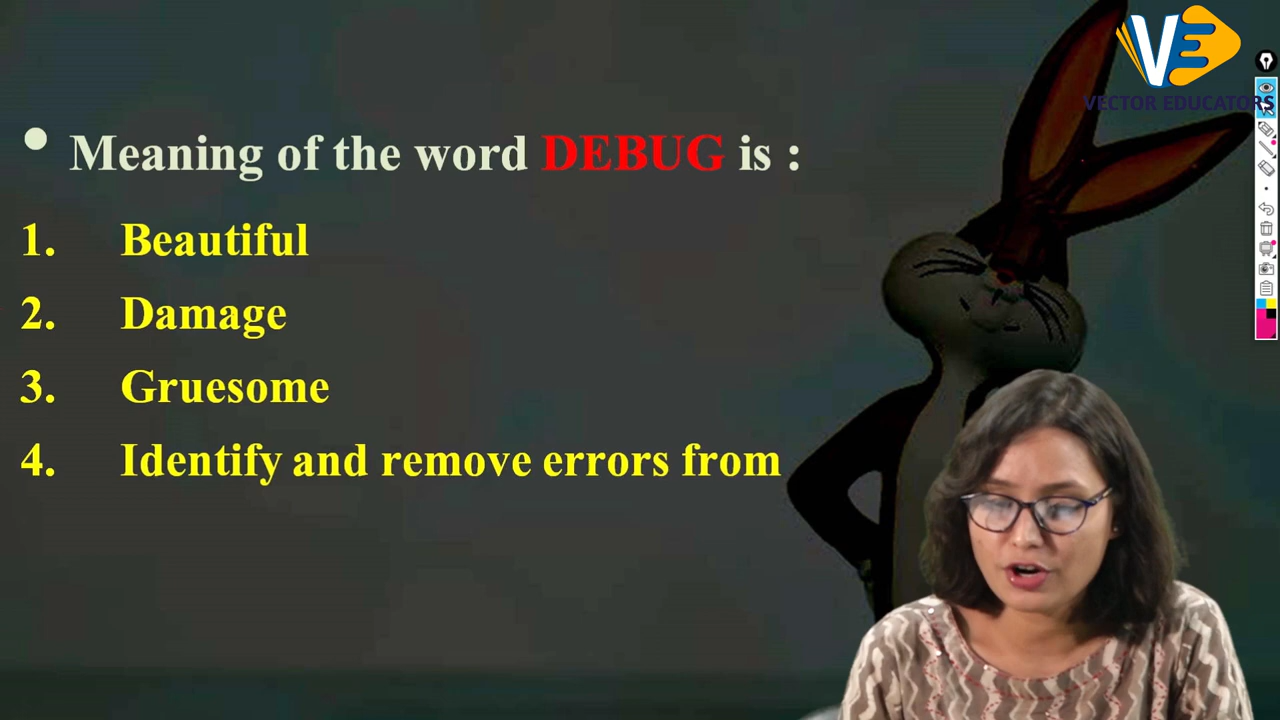 VE
VECTOR EDUCATORS
• Meaning of the word DEBUG is :
1. Beautiful
2. Damage
3. Gruesome
4. Identify and remove errors from